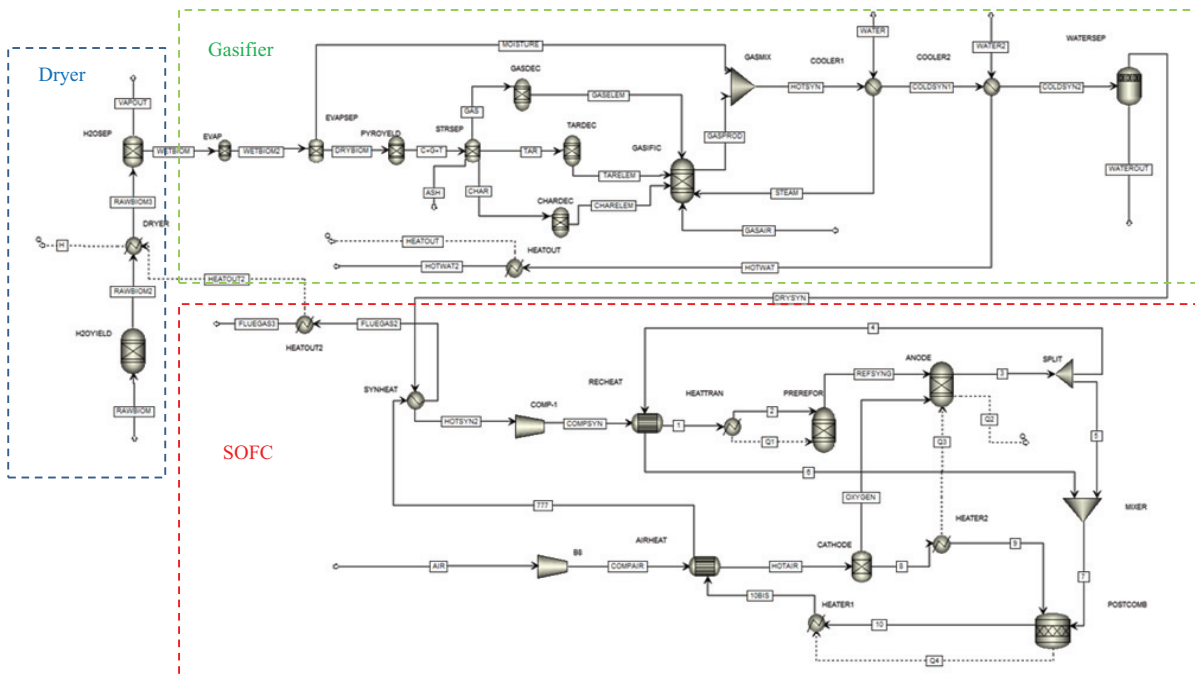 Dryer
VAPOUT
H2OSEP
WETBIOM
RAWBIOM3
DRYER
H
HEATOUT2
RAWBIOM2
H2OYIELD
RAWBIOM
Gasifier
MOISTURE
EVAP
WETBIOM2
EVAPSEP
DRYBIOM
PYROYELD
C+G+T
STRSEP
GAS
GASDEC
GASELEM
TAR
TARDEC
TARELEM
ASH
CHAR
CHARDEC
CHARELEM
GASIFIC
GASPROD
GASMIX
HOTSYN
WATER
COOLER1
COLDSYN1
WATER2
COOLER2
COLDSYN2
WATERSEP
WATEROUT
STEAM
GASAIR
HEATOUT
HEATOUT
HOTWAT2
HOTWAT
DRYSYN
SOFC
FLUEGAS3
HEATOUT2
FLUEGAS2
SYNHEAT
HOTSYN2
COMP-1
COMPSYN
RECHEAT
4
1
HEATTRAN
2
Q1
PREREFOR
REFSYNG
ANODE
3
SPLIT
Q2
Q
Q3
5
6
OXYGEN
MIXER
777
AIR
B8
COMPAIR
AIRHEAT
HOTAIR
CATHODE
8
HEATER2
9
7
10BIS
HEATER1
10
POSTCOMB
Q4